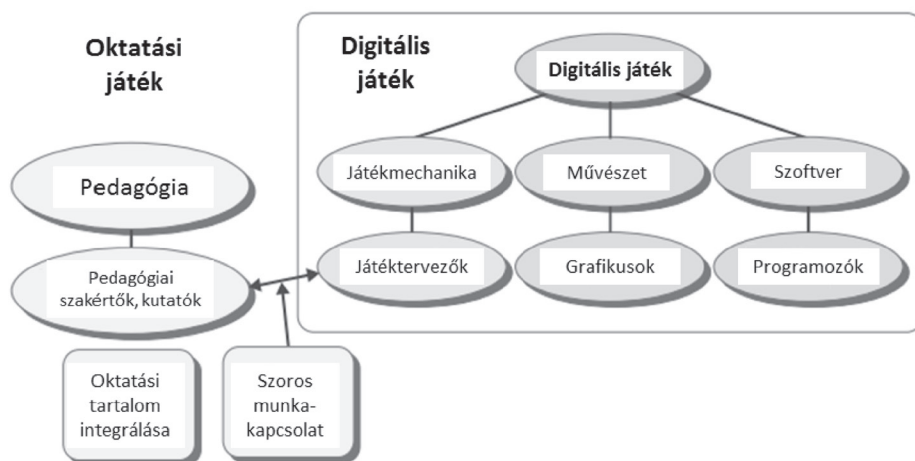 Oktatási
játék
Digitális
játék
Digitális játék
Játékmechanika
Művészet
Szoftver
Pedagógia
Játéktervezők
Grafikusok
Programozók
Pedagógiai
szakértők, kutatók
Oktatási
tartalom
integrálása
Szoros
munka-
kapcsolat